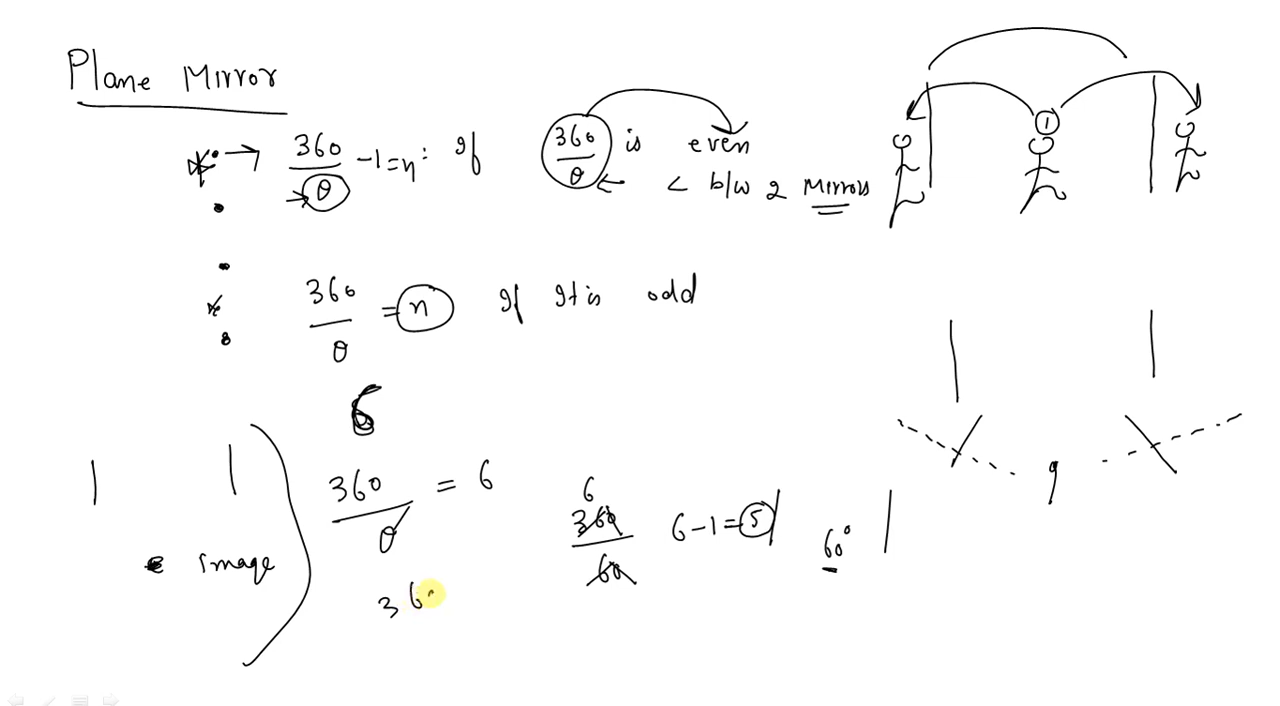 Plane Mirror
360/θ -1=n: If 360/θ is even
< b/w 2 Mirrors
1
360/θ = n If It is odd
6
360/θ = 6
6
360/60 6-1=5
60°
image
9
36